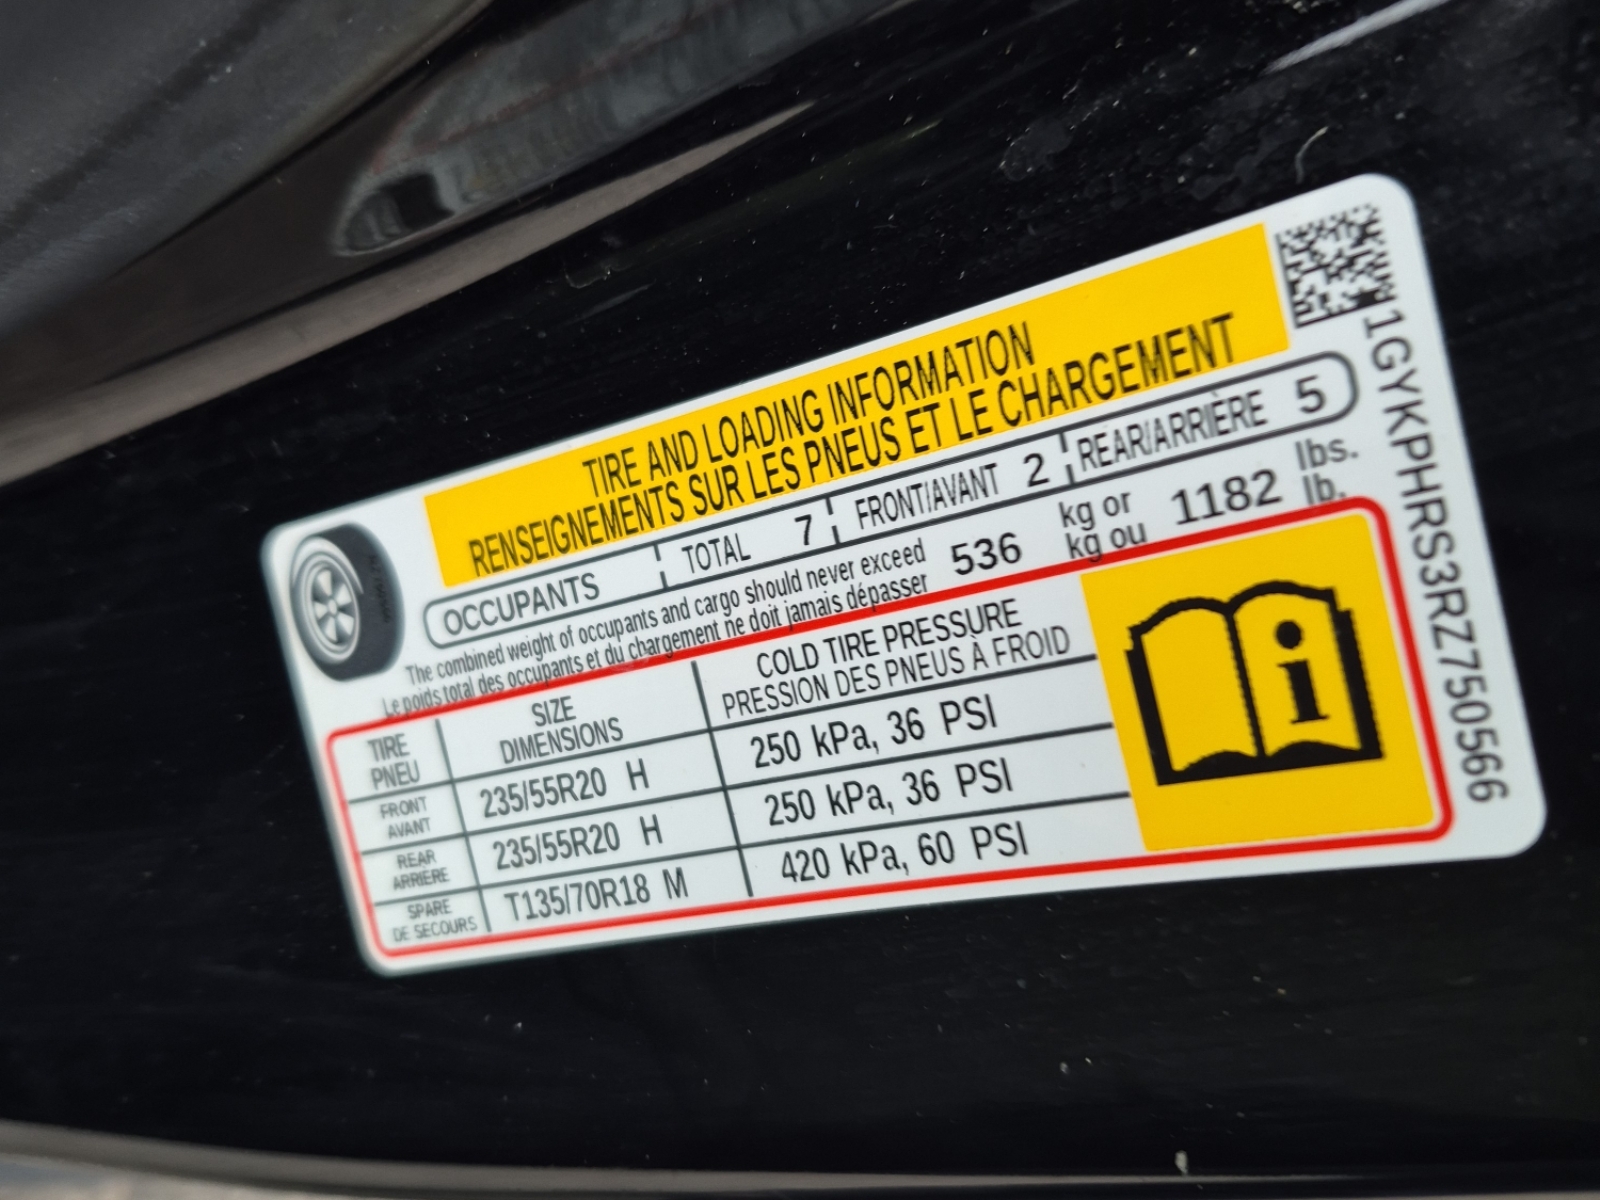 TIRE AND LOADING INFORMATION
RENSEIGNEMENTS SUR LES PNEUS ET LE CHARGEMENT
OCCUPANTS TOTAL 7 FRONT/AVANT 2 REAR/ARRIÈRE 5
The combined weight of occupants and cargo should never exceed 536 kg or 1182 lbs.
Le poids total des occupants et du chargement ne doit jamais dépasser kg ou lb.
TIRE SIZE COLD TIRE PRESSURE
PNEU DIMENSIONS PRESSION DES PNEUS À FROID
FRONT 235/55R20 H 250 kPa, 36 PSI
AVANT
REAR 235/55R20 H 250 kPa, 36 PSI
ARRIERE
SPARE T135/70R18 M 420 kPa, 60 PSI
DE SECOURS
i
1GYKPHRS3RZ750566